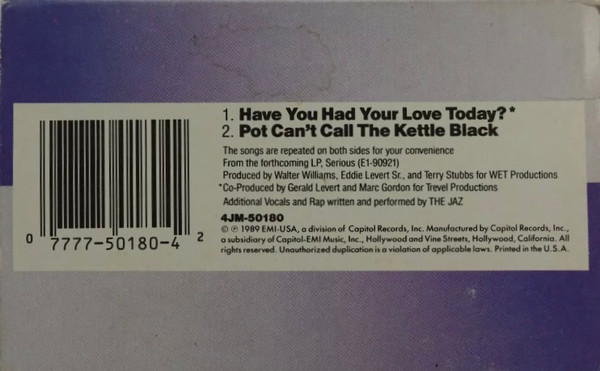 1. Have You Had Your Love Today?*
2. Pot Can't Call The Kettle Black
The songs are repeated on both sides for your convenience
From the forthcoming LP, Serious (E1-90921)
Produced by Walter Williams, Eddie Levert Sr., and Terry Stubbs for WET Productions
*Co-Produced by Gerald Levert and Marc Gordon for Trevel Productions
Additional Vocals and Rap written and performed by THE JAZ
4JM-50180
© ℗ 1989 EMI-USA, a division of Capitol Records, Inc. Manufactured by Capitol Records, Inc.,
a subsidiary of Capitol-EMI Music, Inc., Hollywood and Vine Streets, Hollywood, California. All
rights reserved. Unauthorized duplication is a violation of applicable laws. Printed in the U.S.A.
0 7777-50180-4 2